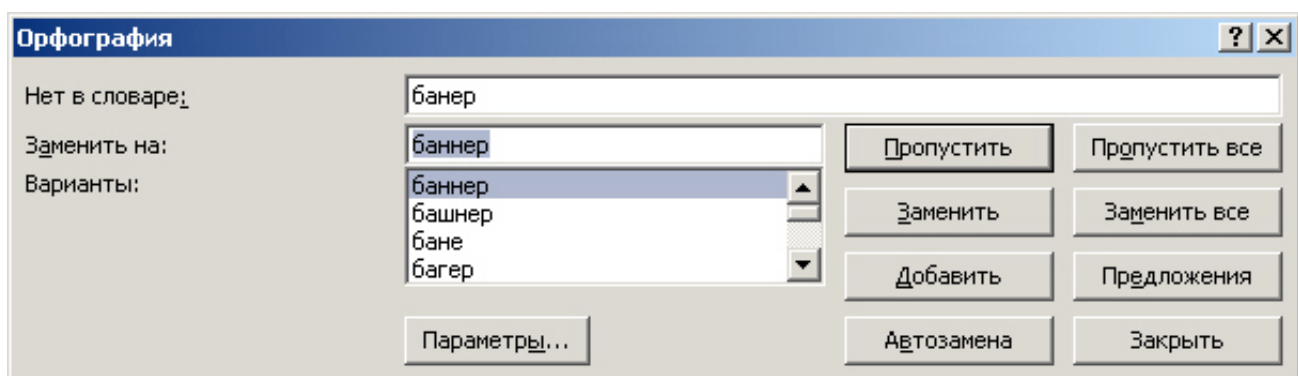 Орфография
Нет в словаре:
банер
Заменить на:
баннер
Пропустить
Пропустить все
Варианты:
баннер
башнер
бане
багер
Заменить
Заменить все
Добавить
Предложения
Параметры...
Автозамена
Закрыть